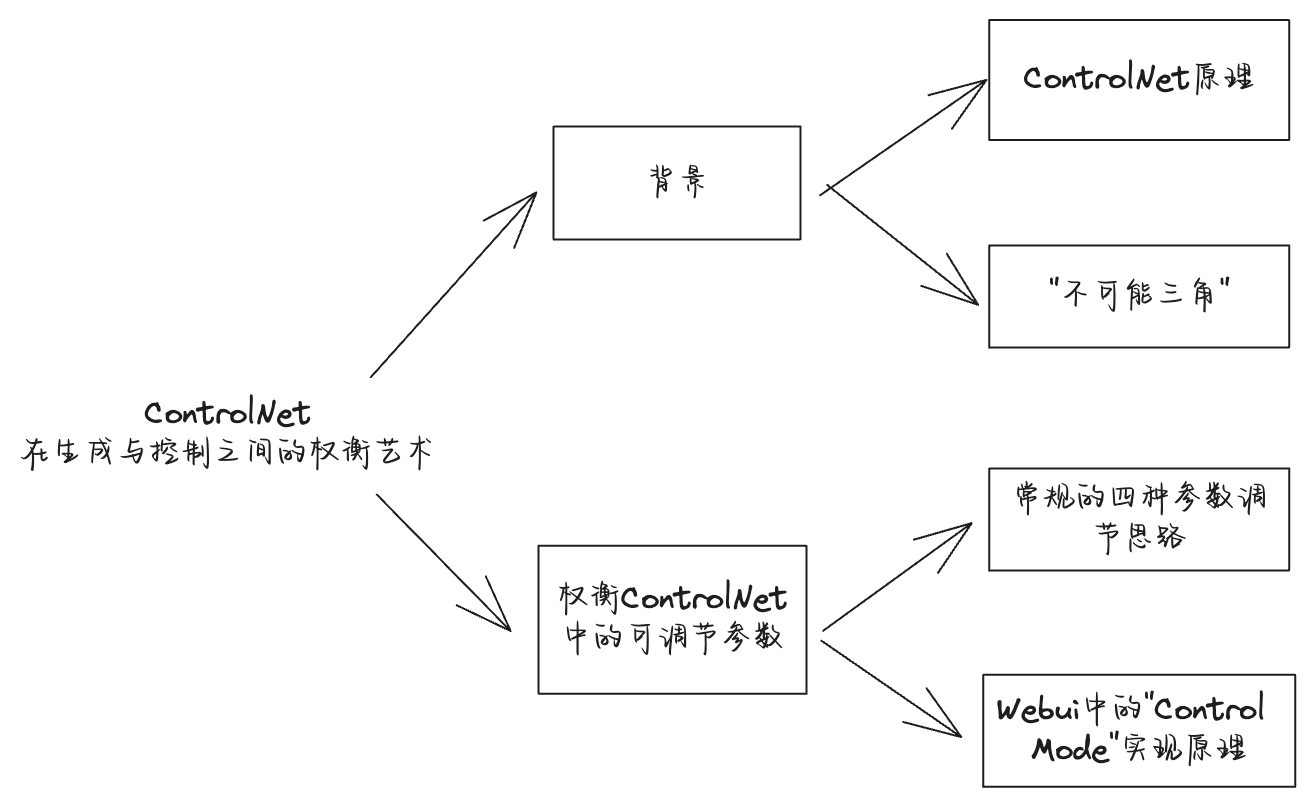 ControlNet原理
背景
"不可能三角"
ControlNet
在生成与控制之间的权衡艺术
常规的四种参数调
节思路
权衡ControlNet
中的可调节参数
Webui中的"Control
Mode"实现原理